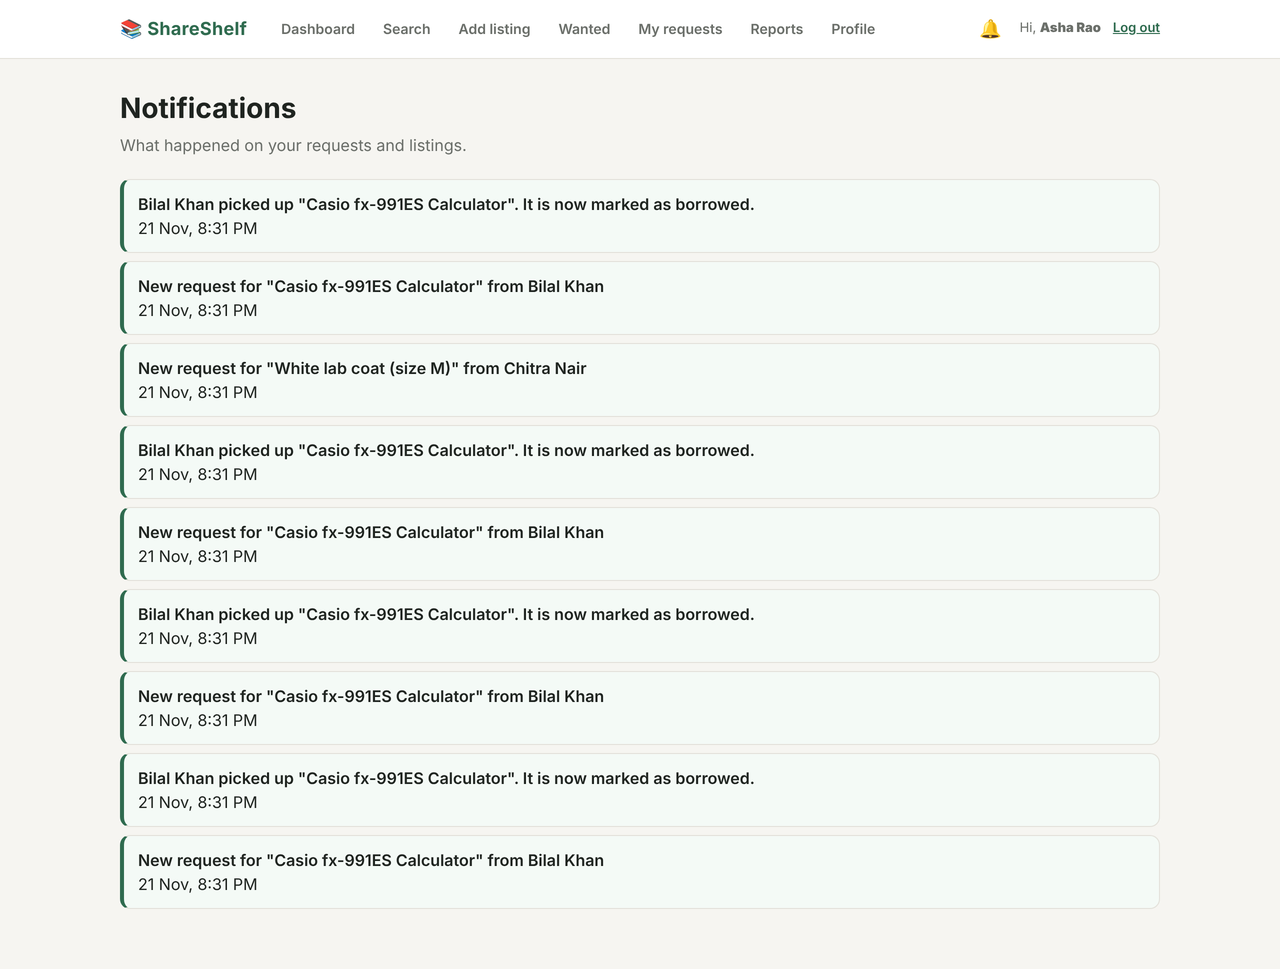 ShareShelf Dashboard Search Add listing Wanted My requests Reports Profile Hi, Asha Rao Log out
Notifications
What happened on your requests and listings.
Bilal Khan picked up "Casio fx-991ES Calculator". It is now marked as borrowed.
21 Nov, 8:31 PM
New request for "Casio fx-991ES Calculator" from Bilal Khan
21 Nov, 8:31 PM
New request for "White lab coat (size M)" from Chitra Nair
21 Nov, 8:31 PM
Bilal Khan picked up "Casio fx-991ES Calculator". It is now marked as borrowed.
21 Nov, 8:31 PM
New request for "Casio fx-991ES Calculator" from Bilal Khan
21 Nov, 8:31 PM
Bilal Khan picked up "Casio fx-991ES Calculator". It is now marked as borrowed.
21 Nov, 8:31 PM
New request for "Casio fx-991ES Calculator" from Bilal Khan
21 Nov, 8:31 PM
Bilal Khan picked up "Casio fx-991ES Calculator". It is now marked as borrowed.
21 Nov, 8:31 PM
New request for "Casio fx-991ES Calculator" from Bilal Khan
21 Nov, 8:31 PM